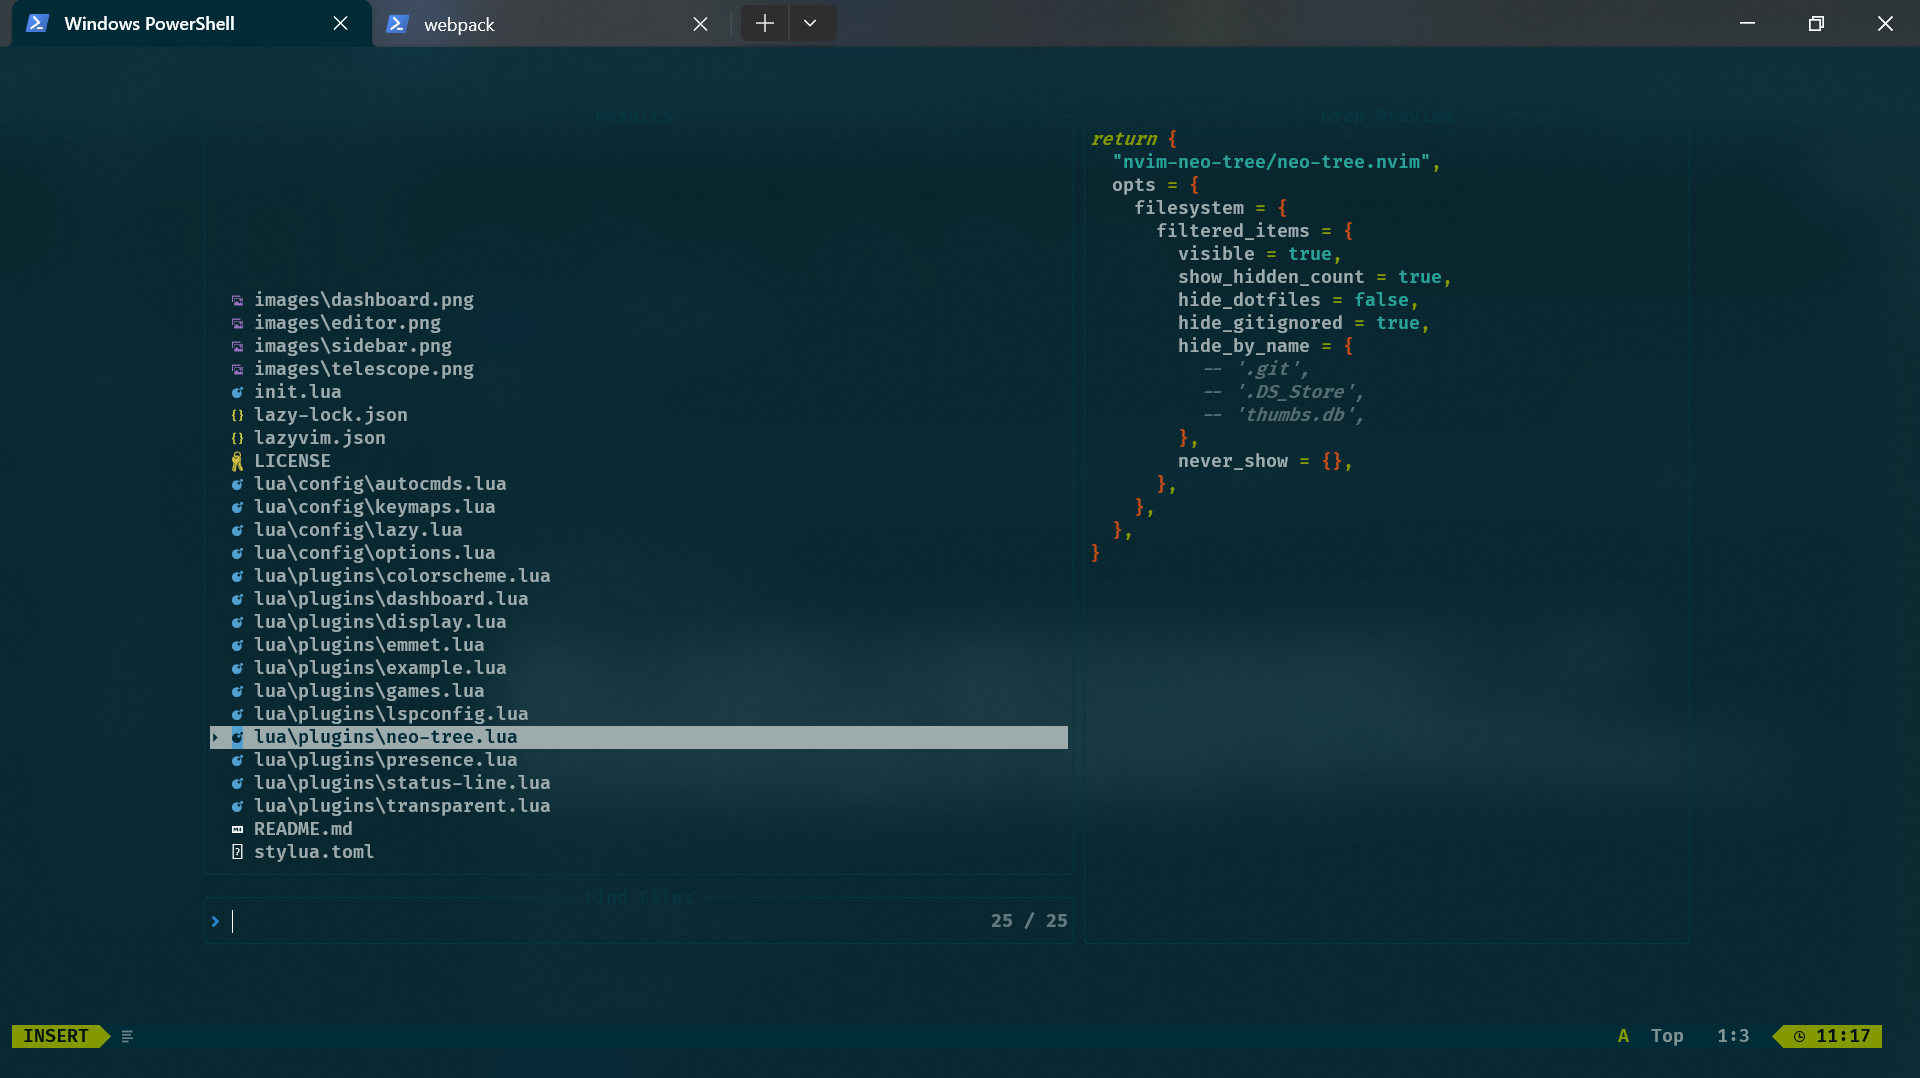 Windows PowerShell
webpack
Results
images\dashboard.png
images\editor.png
images\sidebar.png
images\telescope.png
init.lua
lazy-lock.json
lazyvim.json
LICENSE
lua\config\autocmds.lua
lua\config\keymaps.lua
lua\config\lazy.lua
lua\config\options.lua
lua\plugins\colorscheme.lua
lua\plugins\dashboard.lua
lua\plugins\display.lua
lua\plugins\emmet.lua
lua\plugins\example.lua
lua\plugins\games.lua
lua\plugins\lspconfig.lua
lua\plugins\neo-tree.lua
lua\plugins\presence.lua
lua\plugins\status-line.lua
lua\plugins\transparent.lua
README.md
stylua.toml
Find Files
> 25 / 25
Grep Preview
return {
  "nvim-neo-tree/neo-tree.nvim",
  opts = {
    filesystem = {
      filtered_items = {
        visible = true,
        show_hidden_count = true,
        hide_dotfiles = false,
        hide_gitignored = true,
        hide_by_name = {
          -- '.git',
          -- '.DS_Store',
          -- 'thumbs.db',
        },
        never_show = {},
      },
    },
  },
}
INSERT
A Top 1:3 11:17